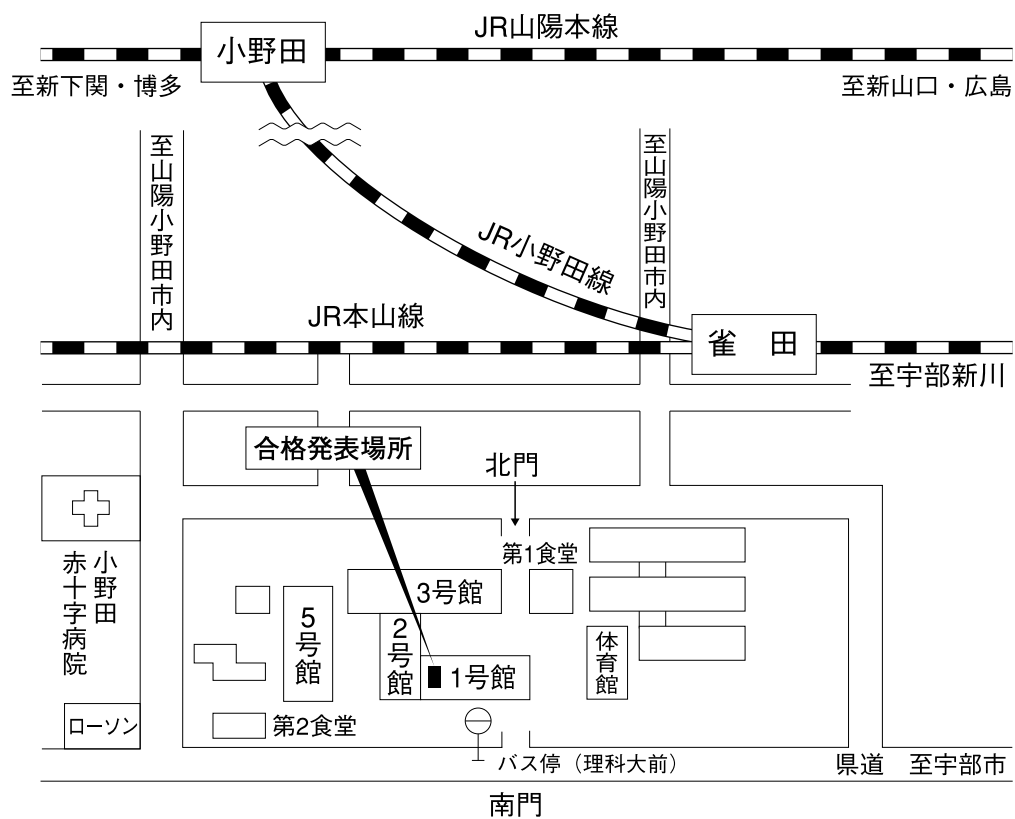 JR山陽本線
小野田
至新下関・博多
至新山口・広島
至山陽小野田市内
至山陽小野田市内
JR小野田線
JR本山線
雀　田
至宇部新川
合格発表場所
北門
第1食堂
小野田
赤十字病院
3号館
5号館
2号館
1号館
体育館
ローソン
第2食堂
バス停（理科大前）
県道
至宇部市
南門